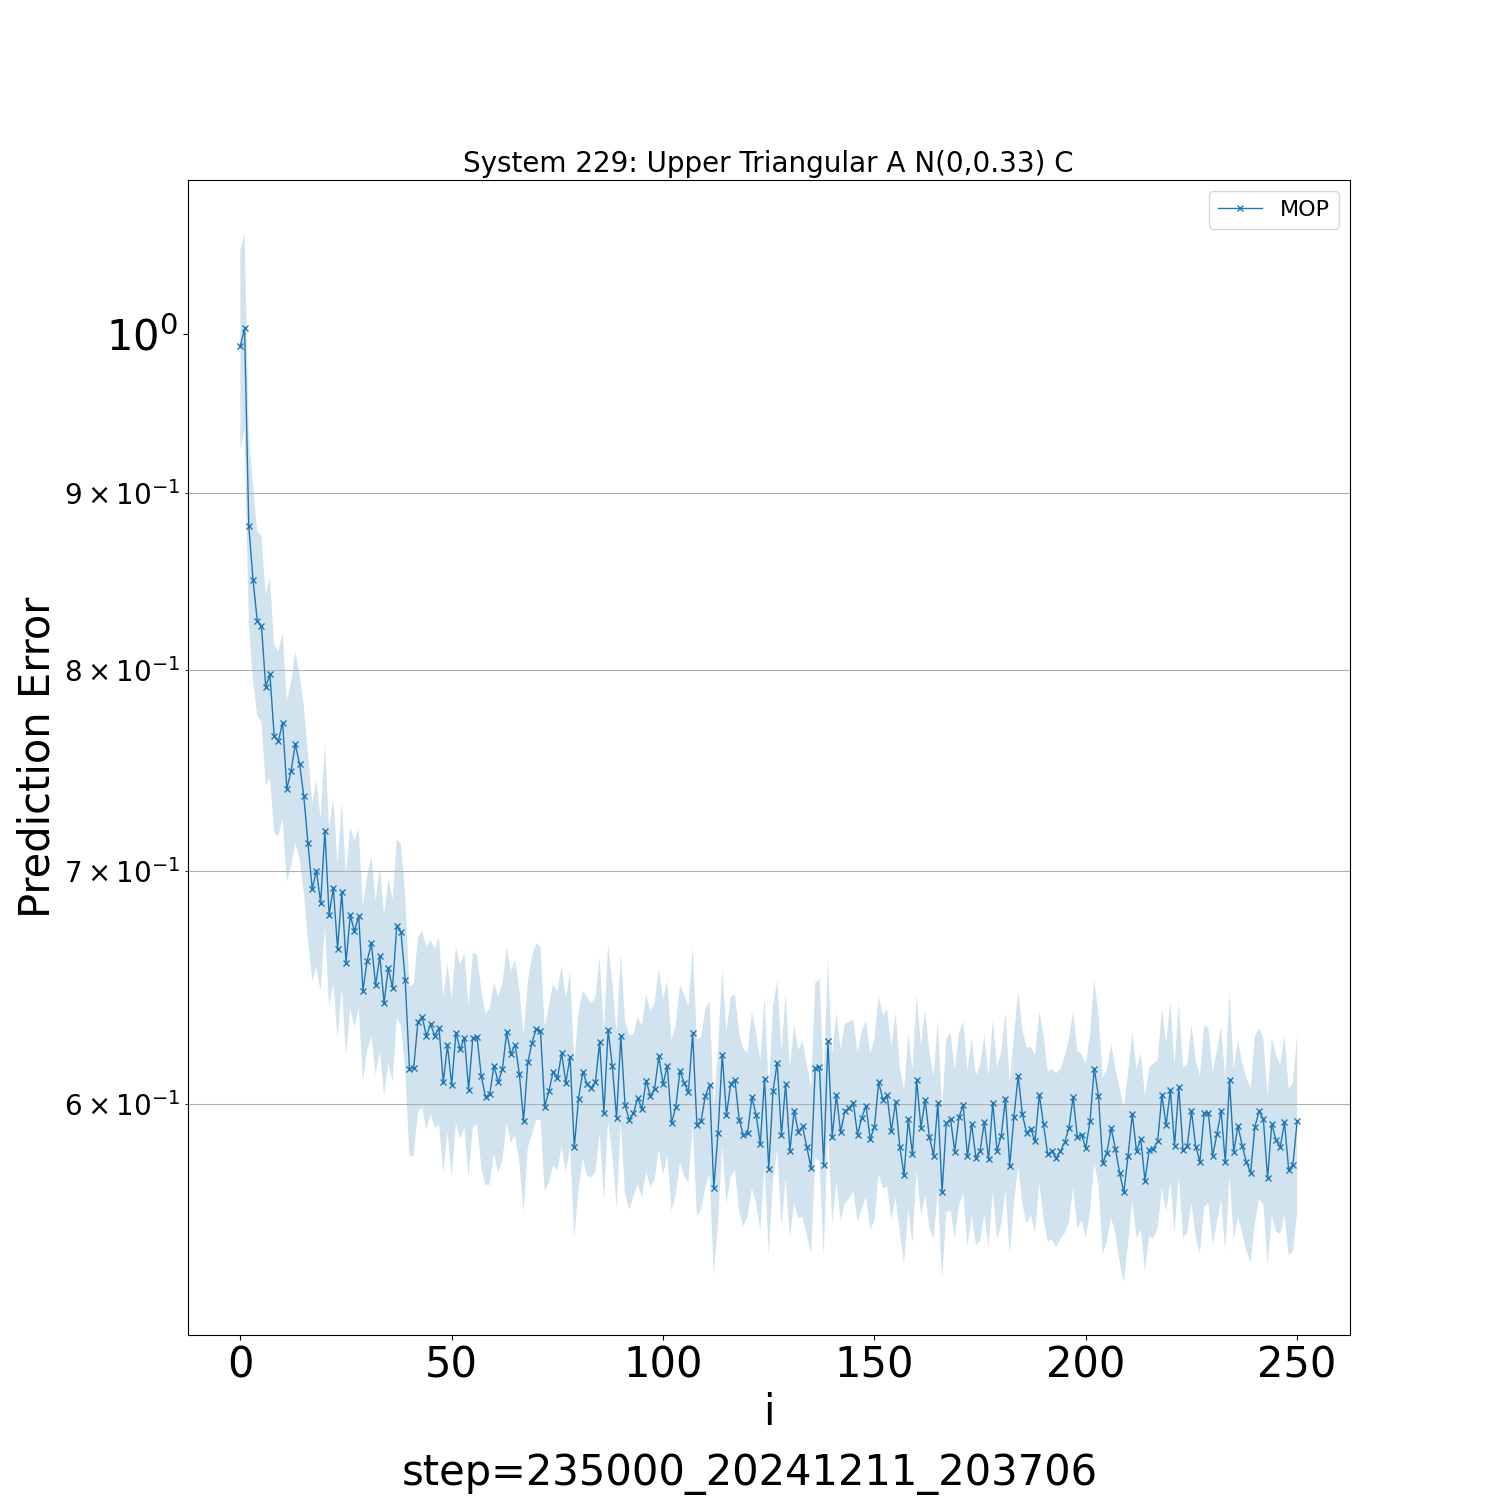 System 229: Upper Triangular A N(0,0.33) C
MOP
10⁰
9 × 10⁻¹
8 × 10⁻¹
7 × 10⁻¹
6 × 10⁻¹
Prediction Error
0 50 100 150 200 250
i
step=235000_20241211_203706